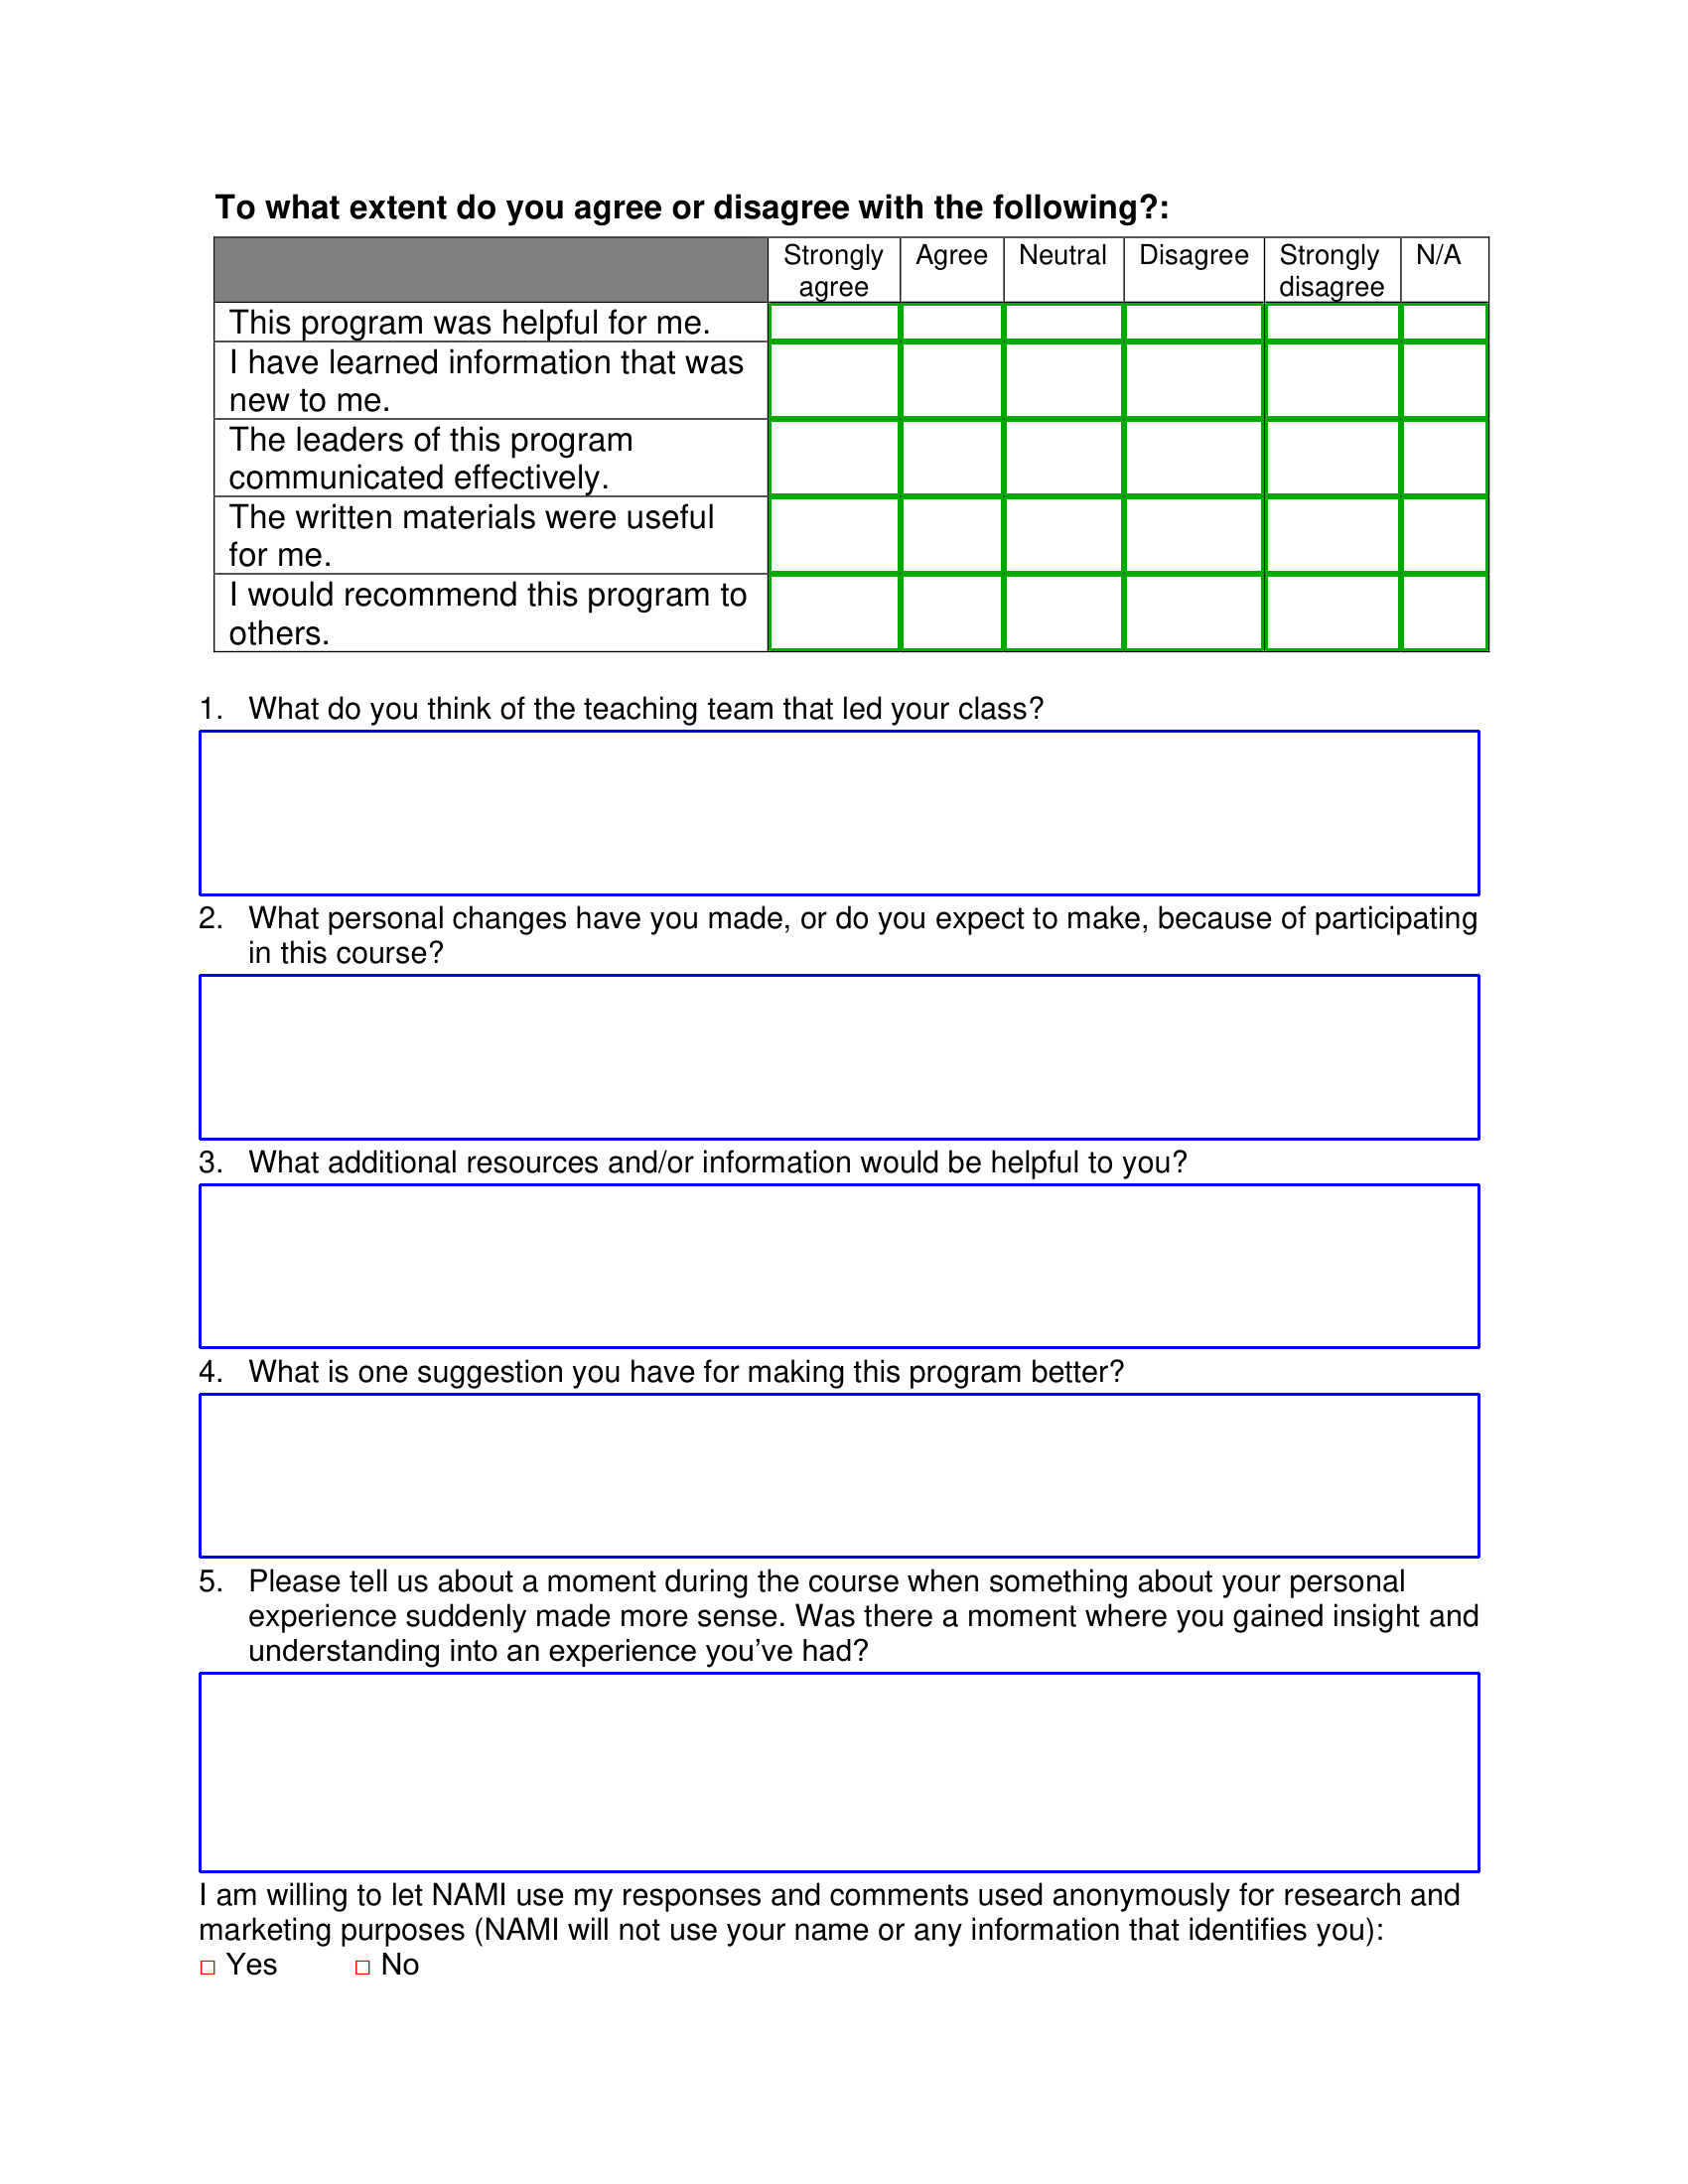 To what extent do you agree or disagree with the following?:
Strongly agree Agree Neutral Disagree Strongly disagree N/A
This program was helpful for me.
I have learned information that was
new to me.
The leaders of this program
communicated effectively.
The written materials were useful
for me.
I would recommend this program to
others.
1. What do you think of the teaching team that led your class?
2. What personal changes have you made, or do you expect to make, because of participating
in this course?
3. What additional resources and/or information would be helpful to you?
4. What is one suggestion you have for making this program better?
5. Please tell us about a moment during the course when something about your personal
experience suddenly made more sense. Was there a moment where you gained insight and
understanding into an experience you’ve had?
I am willing to let NAMI use my responses and comments used anonymously for research and
marketing purposes (NAMI will not use your name or any information that identifies you):
□ Yes □ No